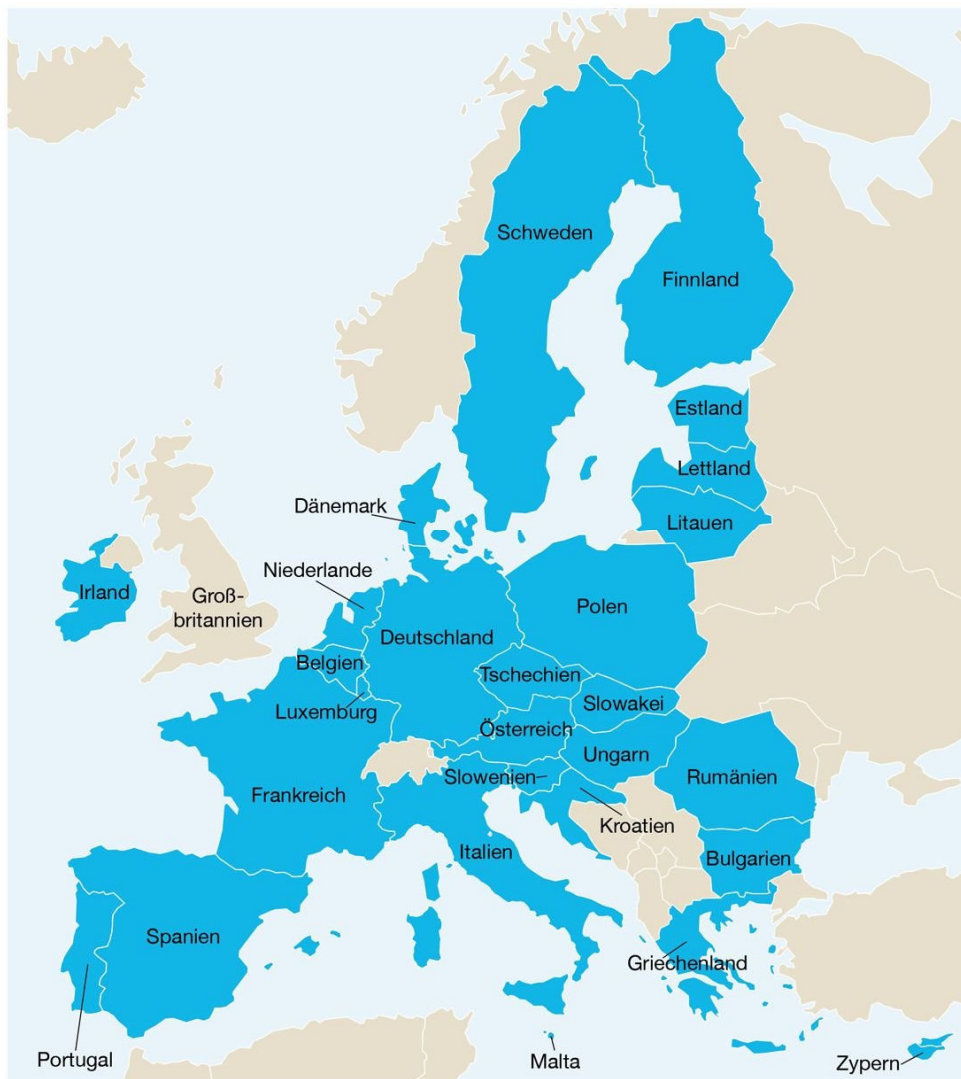 Schweden
Finnland
Estland
Lettland
Dänemark
Litauen
Niederlande
Irland
Groß-
britannien
Polen
Deutschland
Belgien
Tschechien
Luxemburg
Slowakei
Österreich
Ungarn
Slowenien
Rumänien
Frankreich
Kroatien
Italien
Bulgarien
Spanien
Griechenland
Portugal
Malta
Zypern